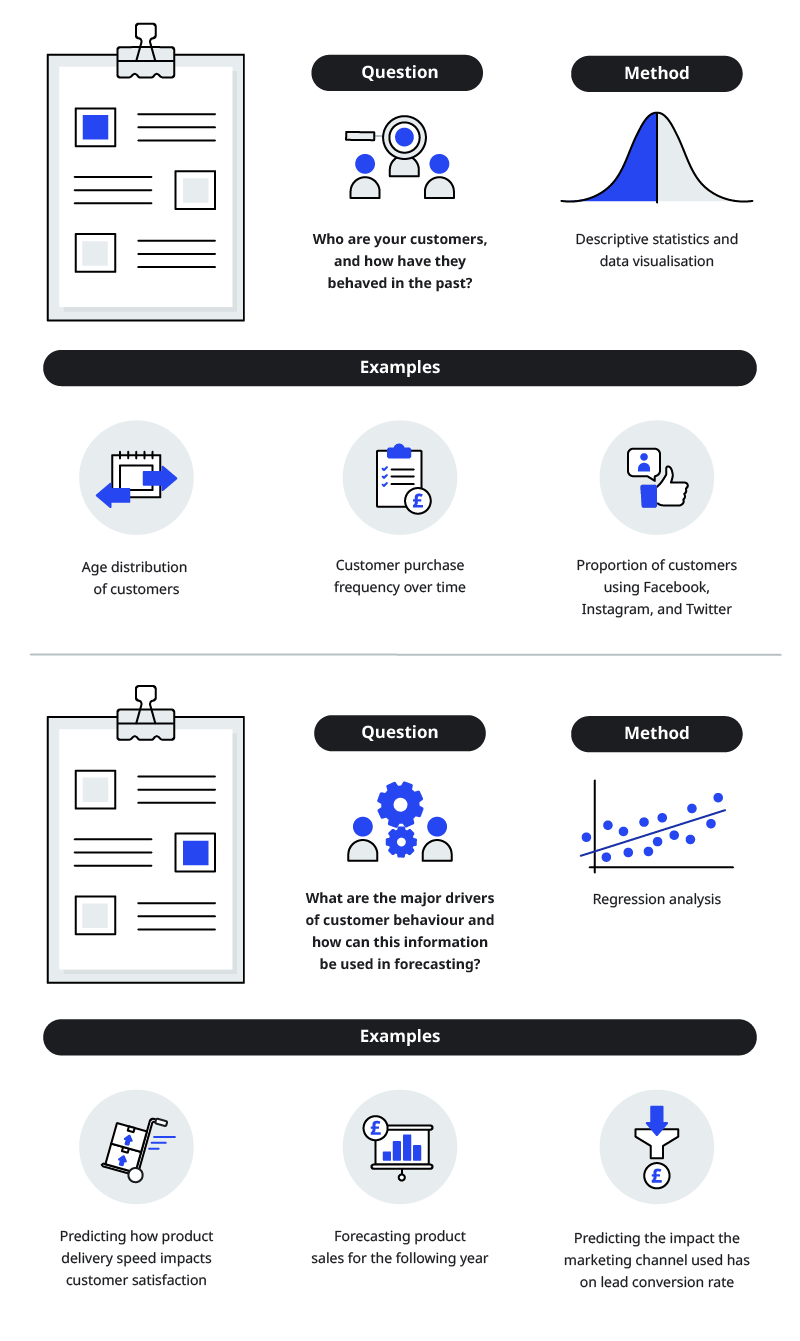 Question
Method
Who are your customers,
and how have they
behaved in the past?
Descriptive statistics and
data visualisation
Examples
£
Age distribution
of customers
Customer purchase
frequency over time
Proportion of customers
using Facebook,
Instagram, and Twitter
Question
Method
What are the major drivers
of customer behaviour and
how can this information
be used in forecasting?
Regression analysis
Examples
£
£
Predicting how product
delivery speed impacts
customer satisfaction
Forecasting product
sales for the following year
Predicting the impact the
marketing channel used has
on lead conversion rate